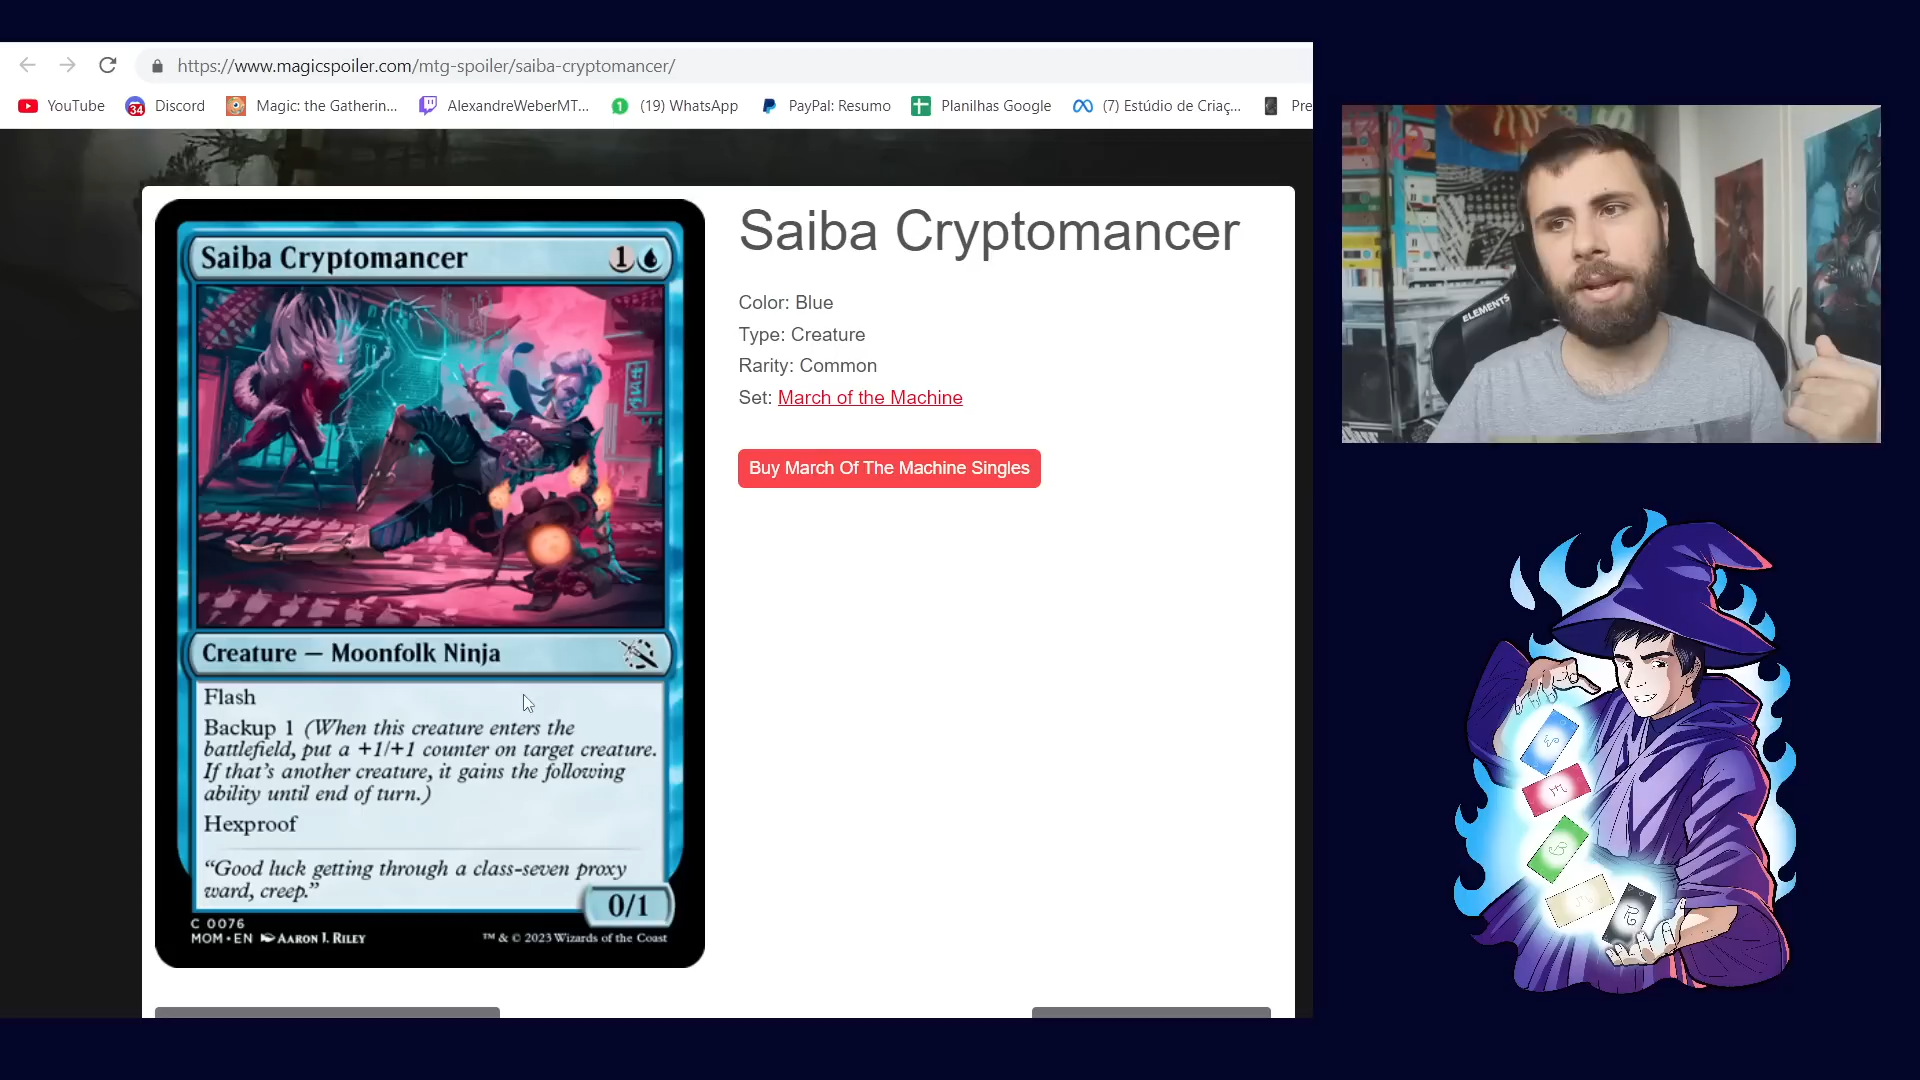 https://www.magicspoiler.com/mtg-spoiler/saiba-cryptomancer/
YouTube
34
Discord
Magic: the Gatherin...
AlexandreWeberMT...
1
(19) WhatsApp
PayPal: Resumo
Planilhas Google
(7) Estúdio de Criaç...
Pre
Saiba Cryptomancer
1
Creature — Moonfolk Ninja
Flash
Backup 1 (When this creature enters the
battlefield, put a +1/+1 counter on target creature.
If that's another creature, it gains the following
ability until end of turn.)
Hexproof
“Good luck getting through a class-seven proxy
ward, creep.”
0/1
C 0076
MOM • EN AARON J. RILEY
™ & © 2023 Wizards of the Coast
Saiba Cryptomancer
Color: Blue
Type: Creature
Rarity: Common
Set: March of the Machine
Buy March Of The Machine Singles
ELEMENTS